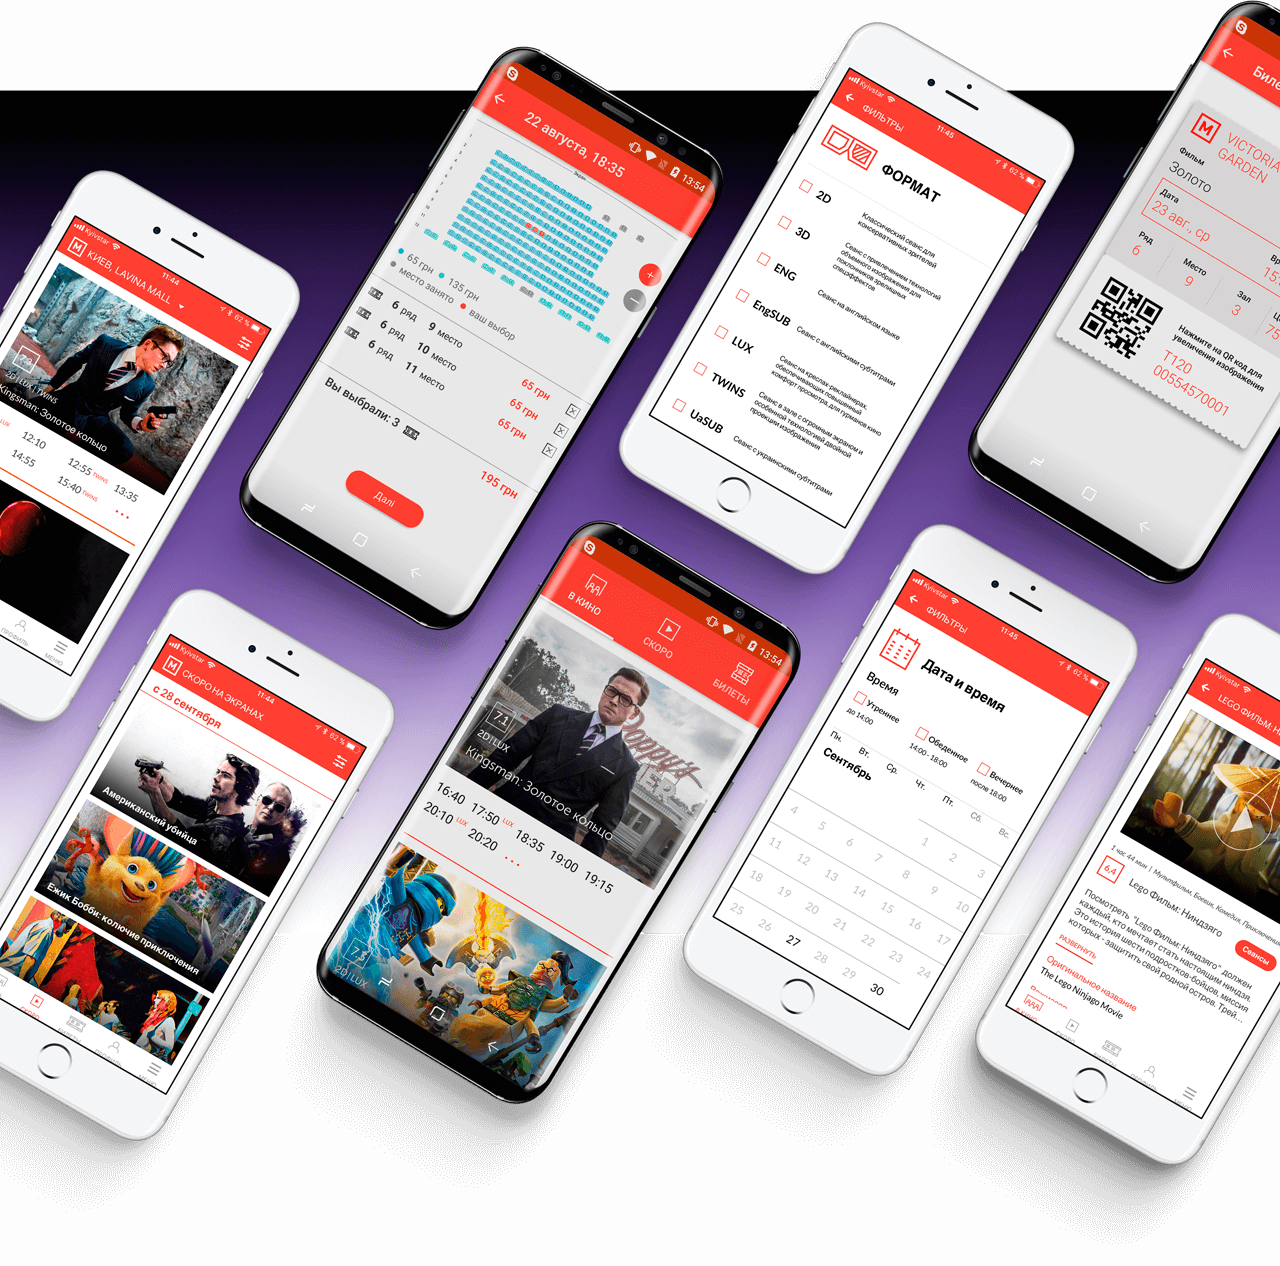 Kyivstar
11:44
62 %
КИЕВ, LAVINA MALL
7.3
2D | LUX | TWINS
Kingsman: Золотое кольцо
LUX
12:10
12:55 TWINS
13:35
14:55
15:40 TWINS
ПРОФИЛЬ
МЕНЮ
13:54
22 августа, 18:35
Экран
65 грн
135 грн
место занято
ваш выбор
6 ряд
9 место
65 грн
6 ряд
10 место
65 грн
6 ряд
11 место
65 грн
Вы выбрали: 3
195 грн
Далі
Kyivstar
11:45
62 %
ФИЛЬТРЫ
ФОРМАТ
2D
Классический сеанс для
консервативных зрителей
3D
Сеанс с привлечением технологий
объемного изображения для
поклонников зрелищных
спецэффектов
ENG
Сеанс на английском языке
EngSUB
Сеанс с английскими субтитрами
LUX
Сеанс на креслах-реклайнерах,
обеспечивающих повышенный
комфорт просмотра, для гурманов кино
TWINS
Сеанс в зале с огромным экраном и
особенной технологией двойной
проекции изображения
UaSUB
Сеанс с украинскими субтитрами
M
VICTORIA
GARDEN
Фильм
Золото
Дата
23 авг., ср
Ряд
6
Место
9
Зал
3
75
Нажмите на QR код для
увеличения изображения
T120
00554570001
Kyivstar
11:44
62 %
M
СКОРО НА ЭКРАНАХ
с 28 сентября
Американский убийца
Ежик Бобби: колючие приключения
СКОРО
13:54
В КИНО
СКОРО
БИЛЕТЫ
7.1
2D | LUX
Kingsman: Золотое кольцо
16:40
17:50 LUX
18:35
19:00
19:15
20:10 LUX
20:20
7.3
2D | LUX
Kyivstar
11:45
62 %
ФИЛЬТРЫ
Дата и время
Время
Утреннее
до 14:00
Обеденное
14:00 - 18:00
Вечернее
после 18:00
Пн. Вт. Ср. Чт. Пт. Сб. Вс.
Сентябрь
1 2 3
4 5 6 7 8 9 10
11 12 13 14 15 16 17
18 19 20 21 22 23 24
25 26 27 28 29 30
Kyivstar
LEGO ФИЛЬМ:
1 час 44 мин | Мультфильм, Боевик, Комедия, Приключения
6,4
Lego Фильм: Ниндзяго
Сеансы
Посмотреть "Lego Фильм: Ниндзяго" должен
каждый, кто мечтает стать настоящим ниндзя.
Это история шести подростков-бойцов, миссия
которых - защитить свой родной остров. Трей...
РАЗВЕРНУТЬ
Оригинальное название
The Lego Ninjago Movie